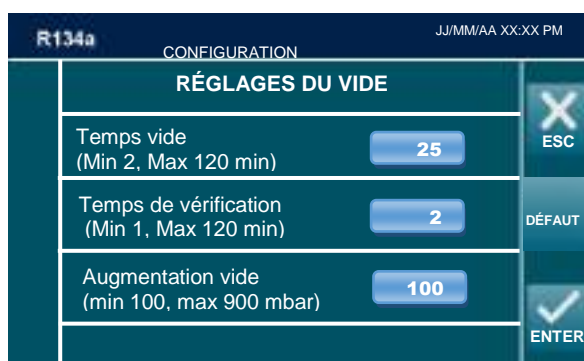 R134a
CONFIGURATION
JJ/MM/AA XX:XX PM
RÉGLAGES DU VIDE
Temps vide
(Min 2, Max 120 min)
25
Temps de vérification
(Min 1, Max 120 min)
2
Augmentation vide
(min 100, max 900 mbar)
100
ESC
DÉFAUT
ENTER